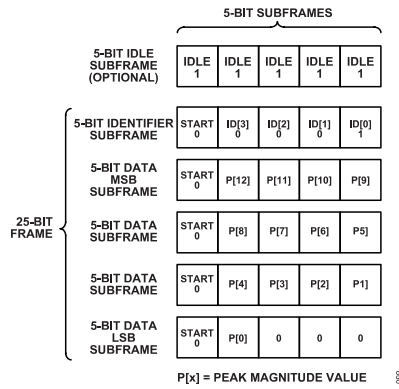 5-BIT SUBFRAMES
5-BIT IDLE
SUBFRAME
(OPTIONAL)
IDLE
1
IDLE
1
IDLE
1
IDLE
1
IDLE
1
25-BIT
FRAME
5-BIT IDENTIFIER
SUBFRAME
START
0
ID[3]
0
ID[2]
0
ID[1]
0
ID[0]
1
5-BIT DATA
MSB
SUBFRAME
START
0
P[12]
P[11]
P[10]
P[9]
5-BIT DATA
SUBFRAME
START
0
P[8]
P[7]
P[6]
P5]
5-BIT DATA
SUBFRAME
START
0
P[4]
P[3]
P[2]
P1]
5-BIT DATA
LSB
SUBFRAME
START
0
P[0]
0
0
0
P[x] = PEAK MAGNITUDE VALUE